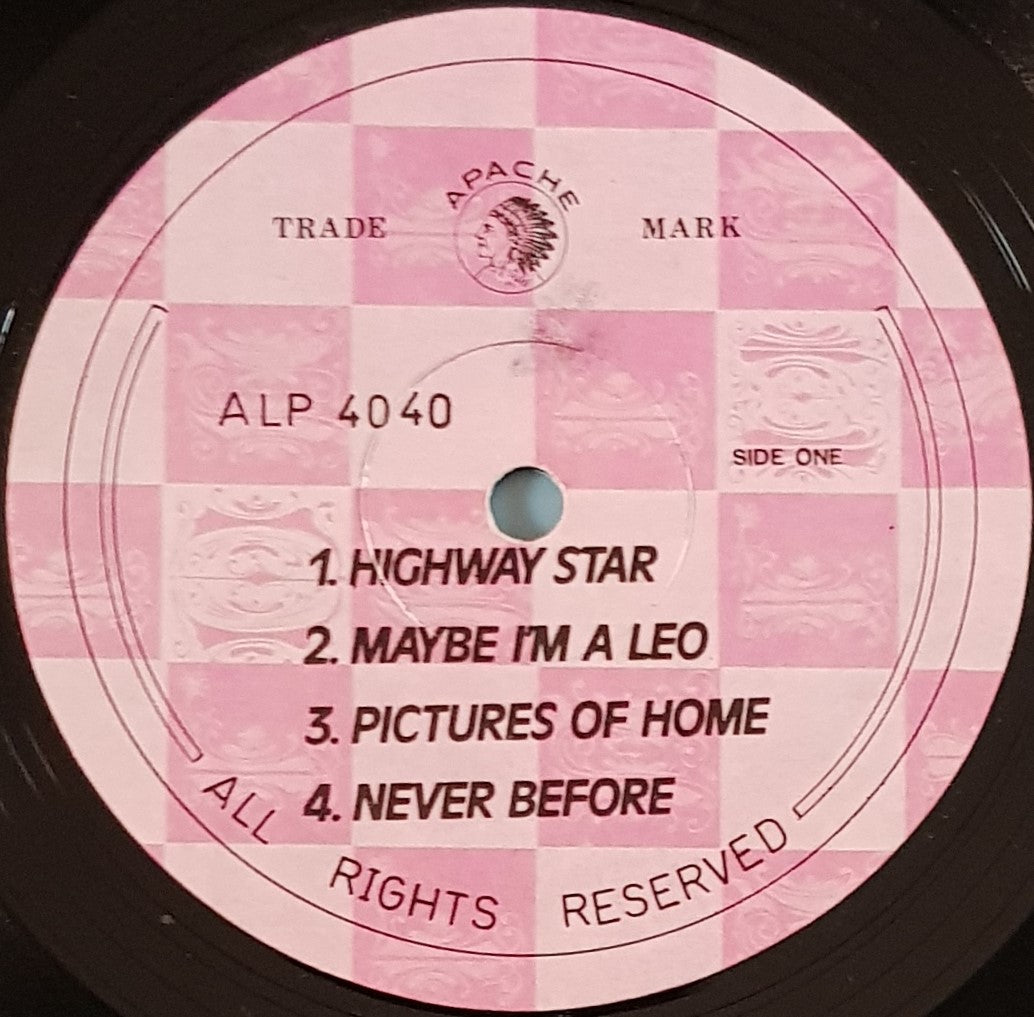 APACHE
TRADE MARK
ALP 4040
SIDE ONE
1. HIGHWAY STAR
2. MAYBE I'M A LEO
3. PICTURES OF HOME
4. NEVER BEFORE
ALL RIGHTS RESERVED